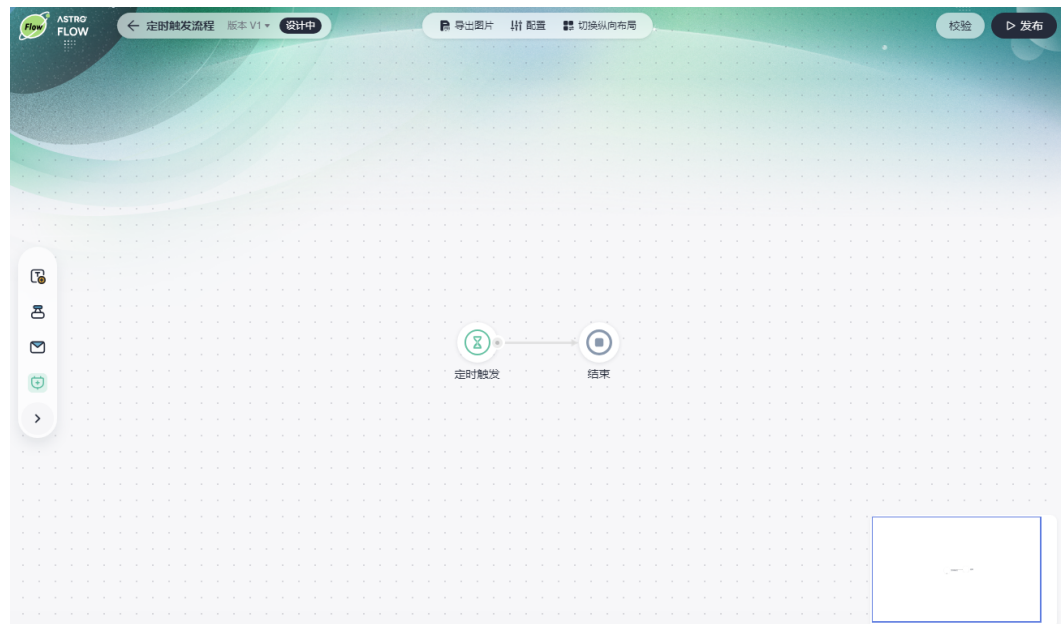 Flow
ASTRO
FLOW
定时触发流程 版本 V1 设计中
导出图片 配置 切换纵向布局
校验 发布
定时触发 结束